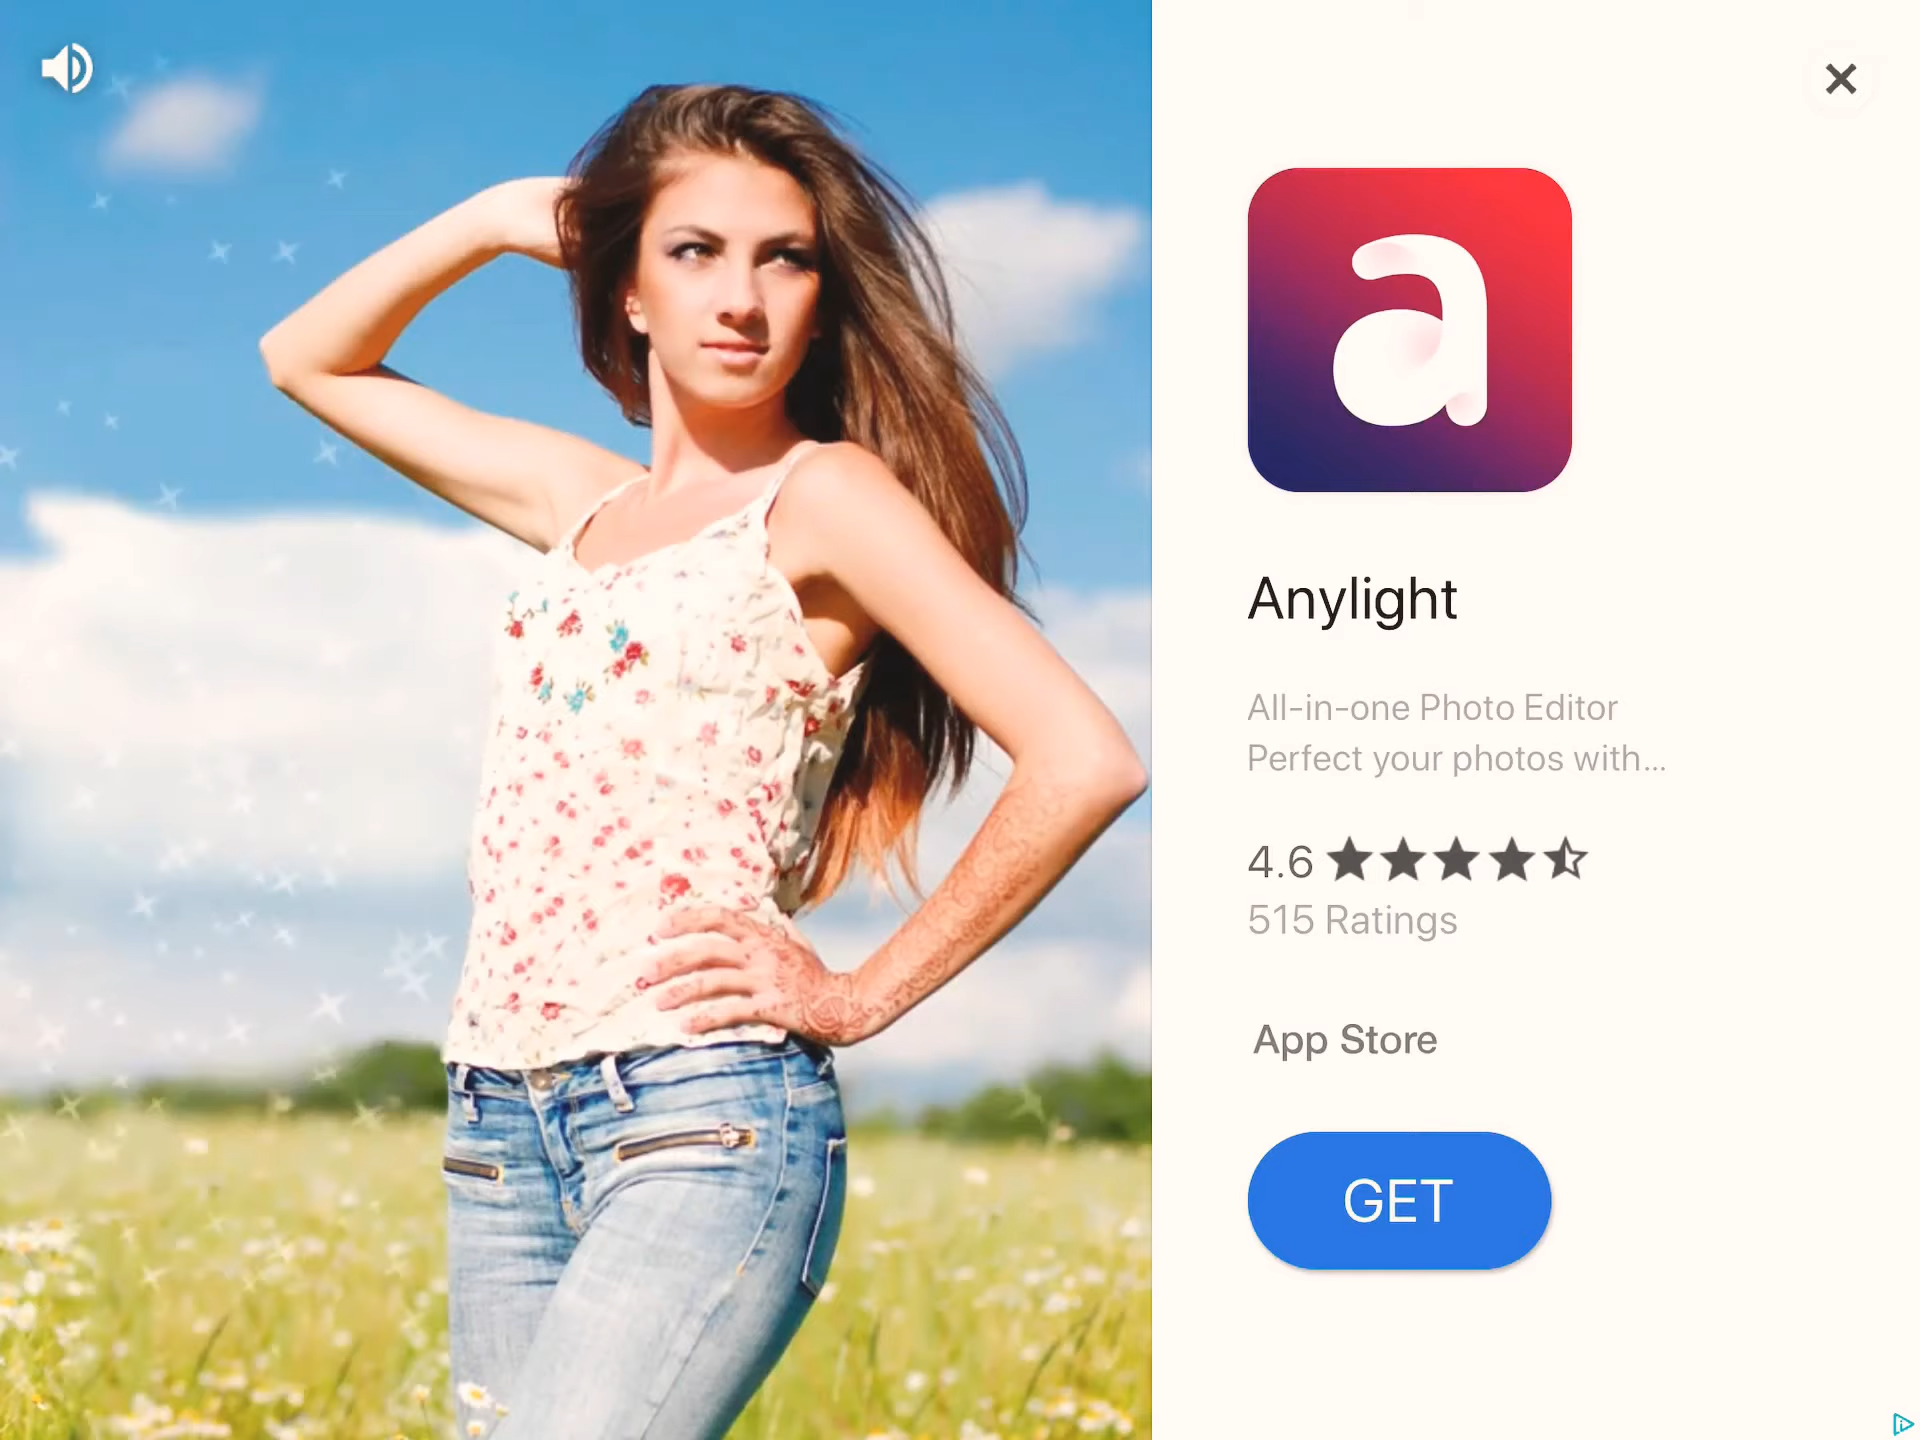 a
Anylight
All-in-one Photo Editor
Perfect your photos with...
4.6
515 Ratings
App Store
GET